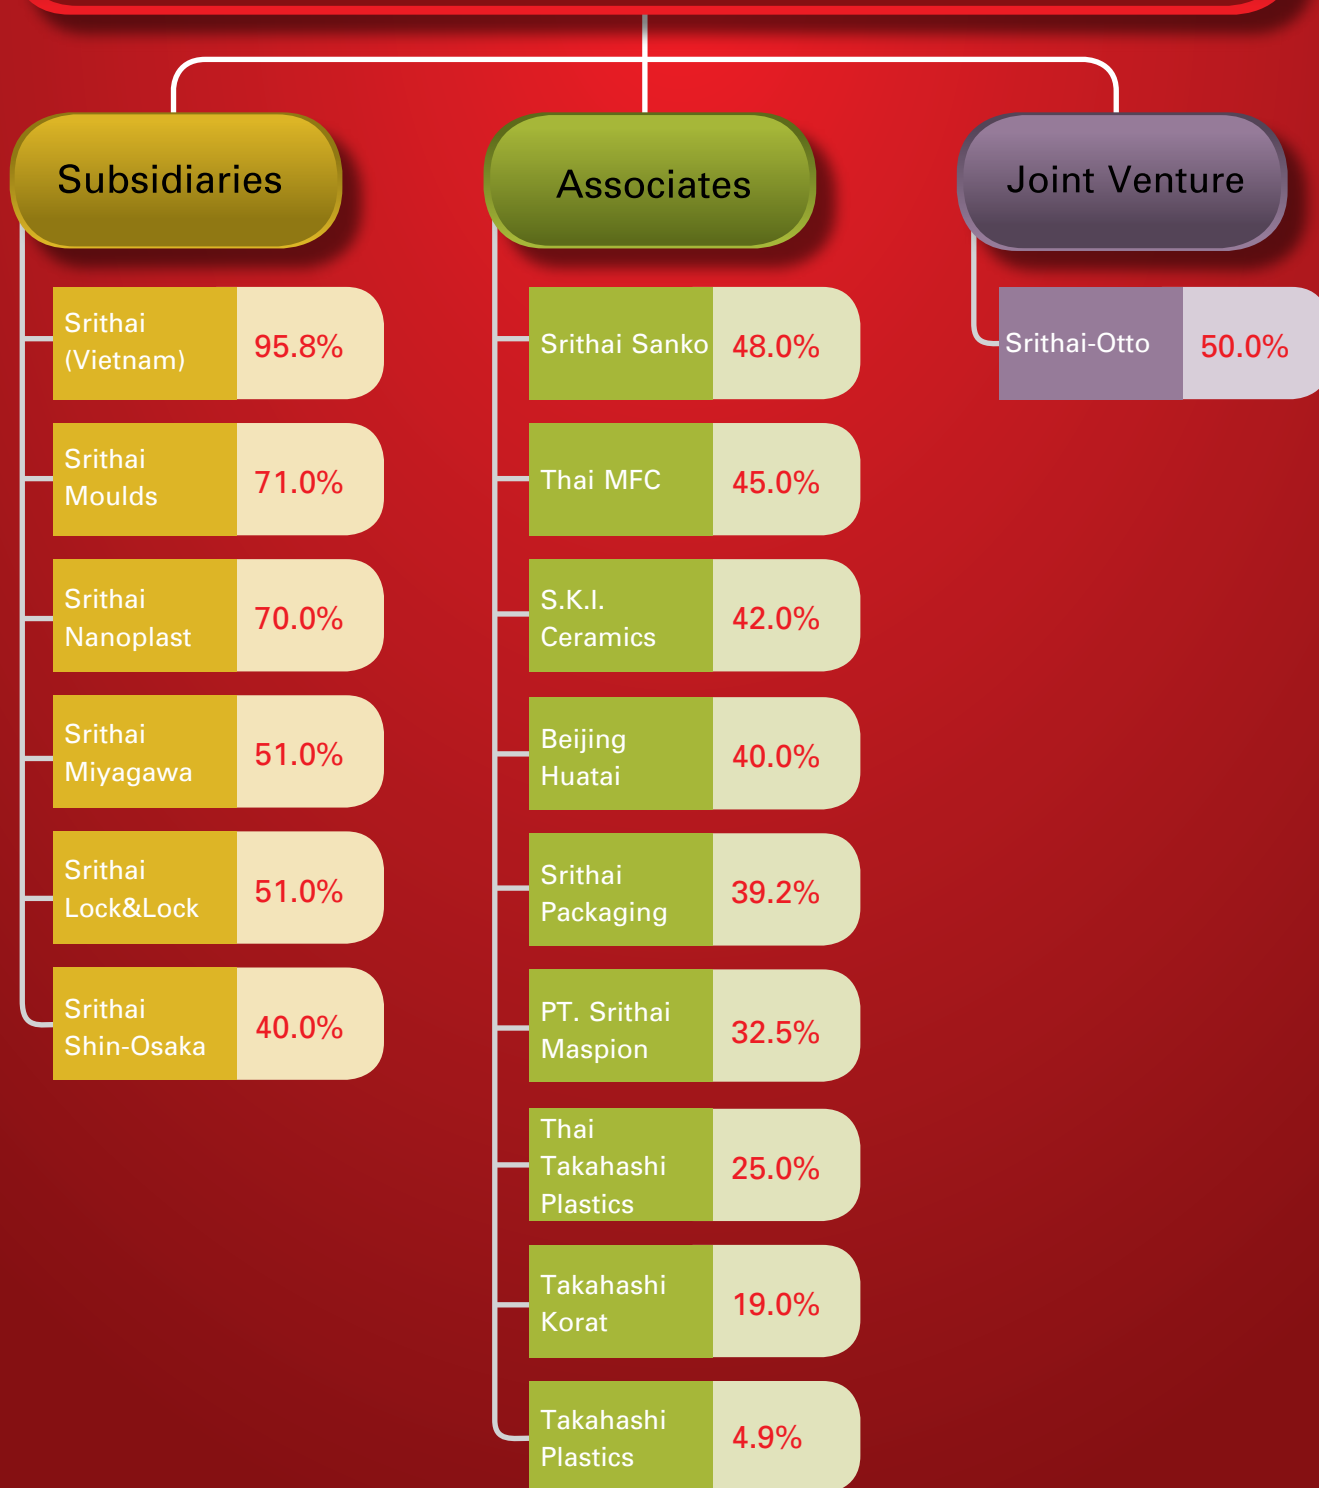 Subsidiaries
Srithai
(Vietnam)
95.8%
Srithai
Moulds
71.0%
Srithai
Nanoplast
70.0%
Srithai
Miyagawa
51.0%
Srithai
Lock&Lock
51.0%
Srithai
Shin-Osaka
40.0%
Associates
Srithai Sanko
48.0%
Thai MFC
45.0%
S.K.I.
Ceramics
42.0%
Beijing
Huatai
40.0%
Srithai
Packaging
39.2%
PT. Srithai
Maspion
32.5%
Thai
Takahashi
Plastics
25.0%
Takahashi
Korat
19.0%
Takahashi
Plastics
4.9%
Joint Venture
Srithai-Otto
50.0%